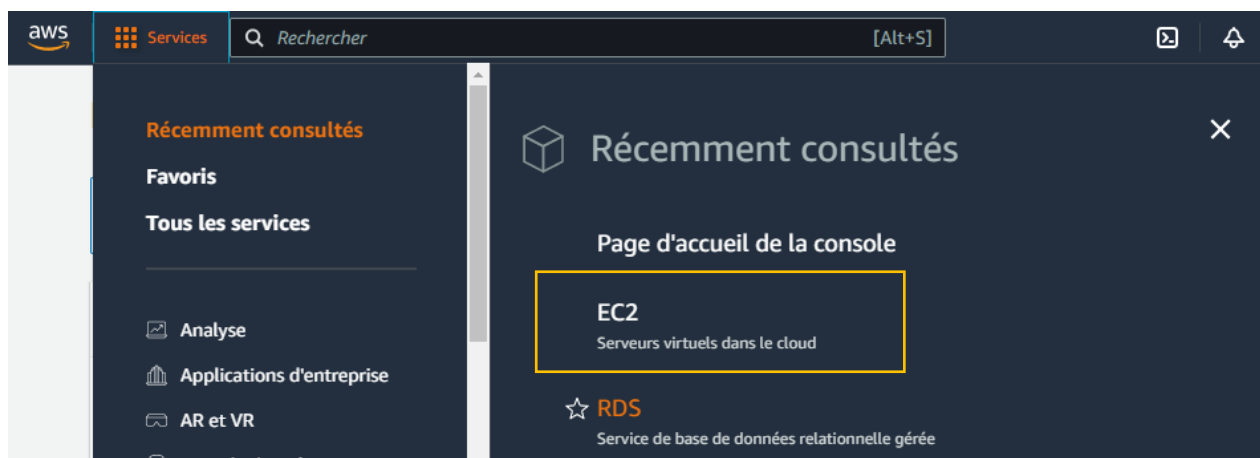 aws
Services
Rechercher
[Alt+S]
Récemment consultés
Favoris
Tous les services
Analyse
Applications d'entreprise
AR et VR
Récemment consultés
Page d'accueil de la console
EC2
Serveurs virtuels dans le cloud
RDS
Service de base de données relationnelle gérée